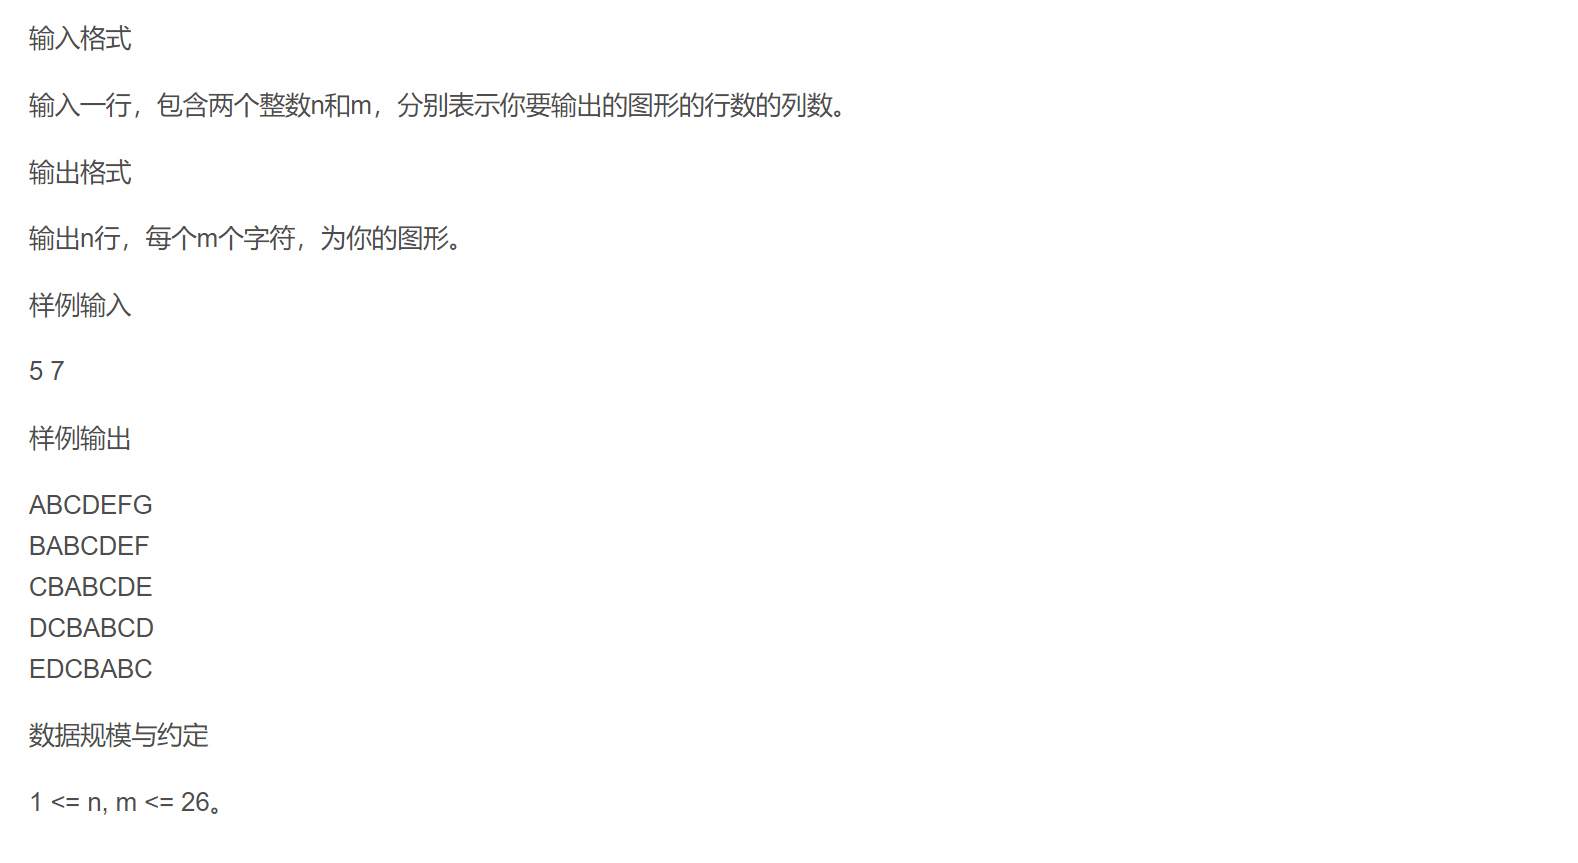 输入格式
输入一行，包含两个整数n和m，分别表示你要输出的图形的行数的列数。
输出格式
输出n行，每个m个字符，为你的图形。
样例输入
5 7
样例输出
ABCDEFG
BABCDEF
CBABCDE
DCBABCD
EDCBABC
数据规模与约定
1 <= n, m <= 26。